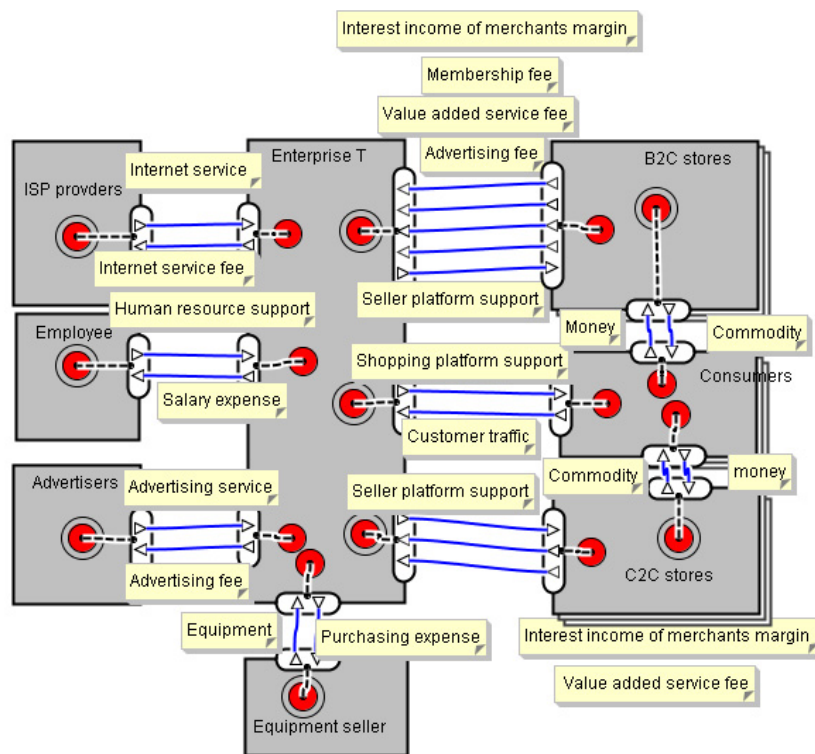 Interest income of merchants margin
Membership fee
Value added service fee
Advertising fee
Enterprise T
B2C stores
Internet service
ISP provders
Internet service fee
Human resource support
Seller platform support
Employee
Money
Commodity
Shopping platform support
Consumers
Salary expense
Customer traffic
Advertisers
Advertising service
Seller platform support
Commodity
money
Advertising fee
C2C stores
Equipment
Purchasing expense
Interest income of merchants margin
Value added service fee
Equipment seller